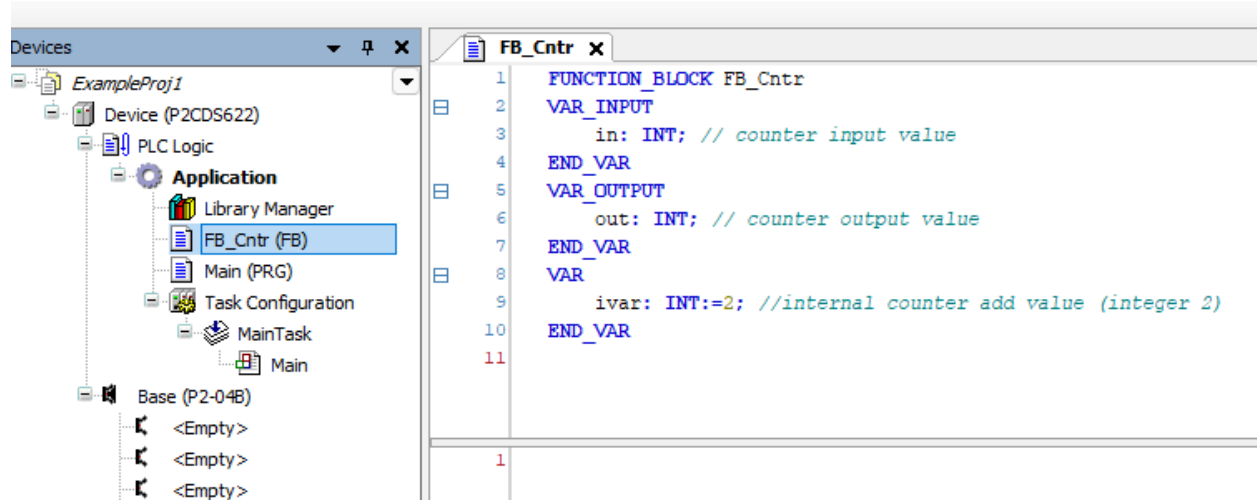 Devices
ExampleProj1
Device (P2CDS622)
PLC Logic
Application
Library Manager
FB_Cntr (FB)
Main (PRG)
Task Configuration
MainTask
Main
Base (P2-04B)
<Empty>
<Empty>
<Empty>
FB_Cntr
1 FUNCTION_BLOCK FB_Cntr
2 VAR_INPUT
3 in: INT; // counter input value
4 END_VAR
5 VAR_OUTPUT
6 out: INT; // counter output value
7 END_VAR
8 VAR
9 ivar: INT:=2; //internal counter add value (integer 2)
10 END_VAR
11
1